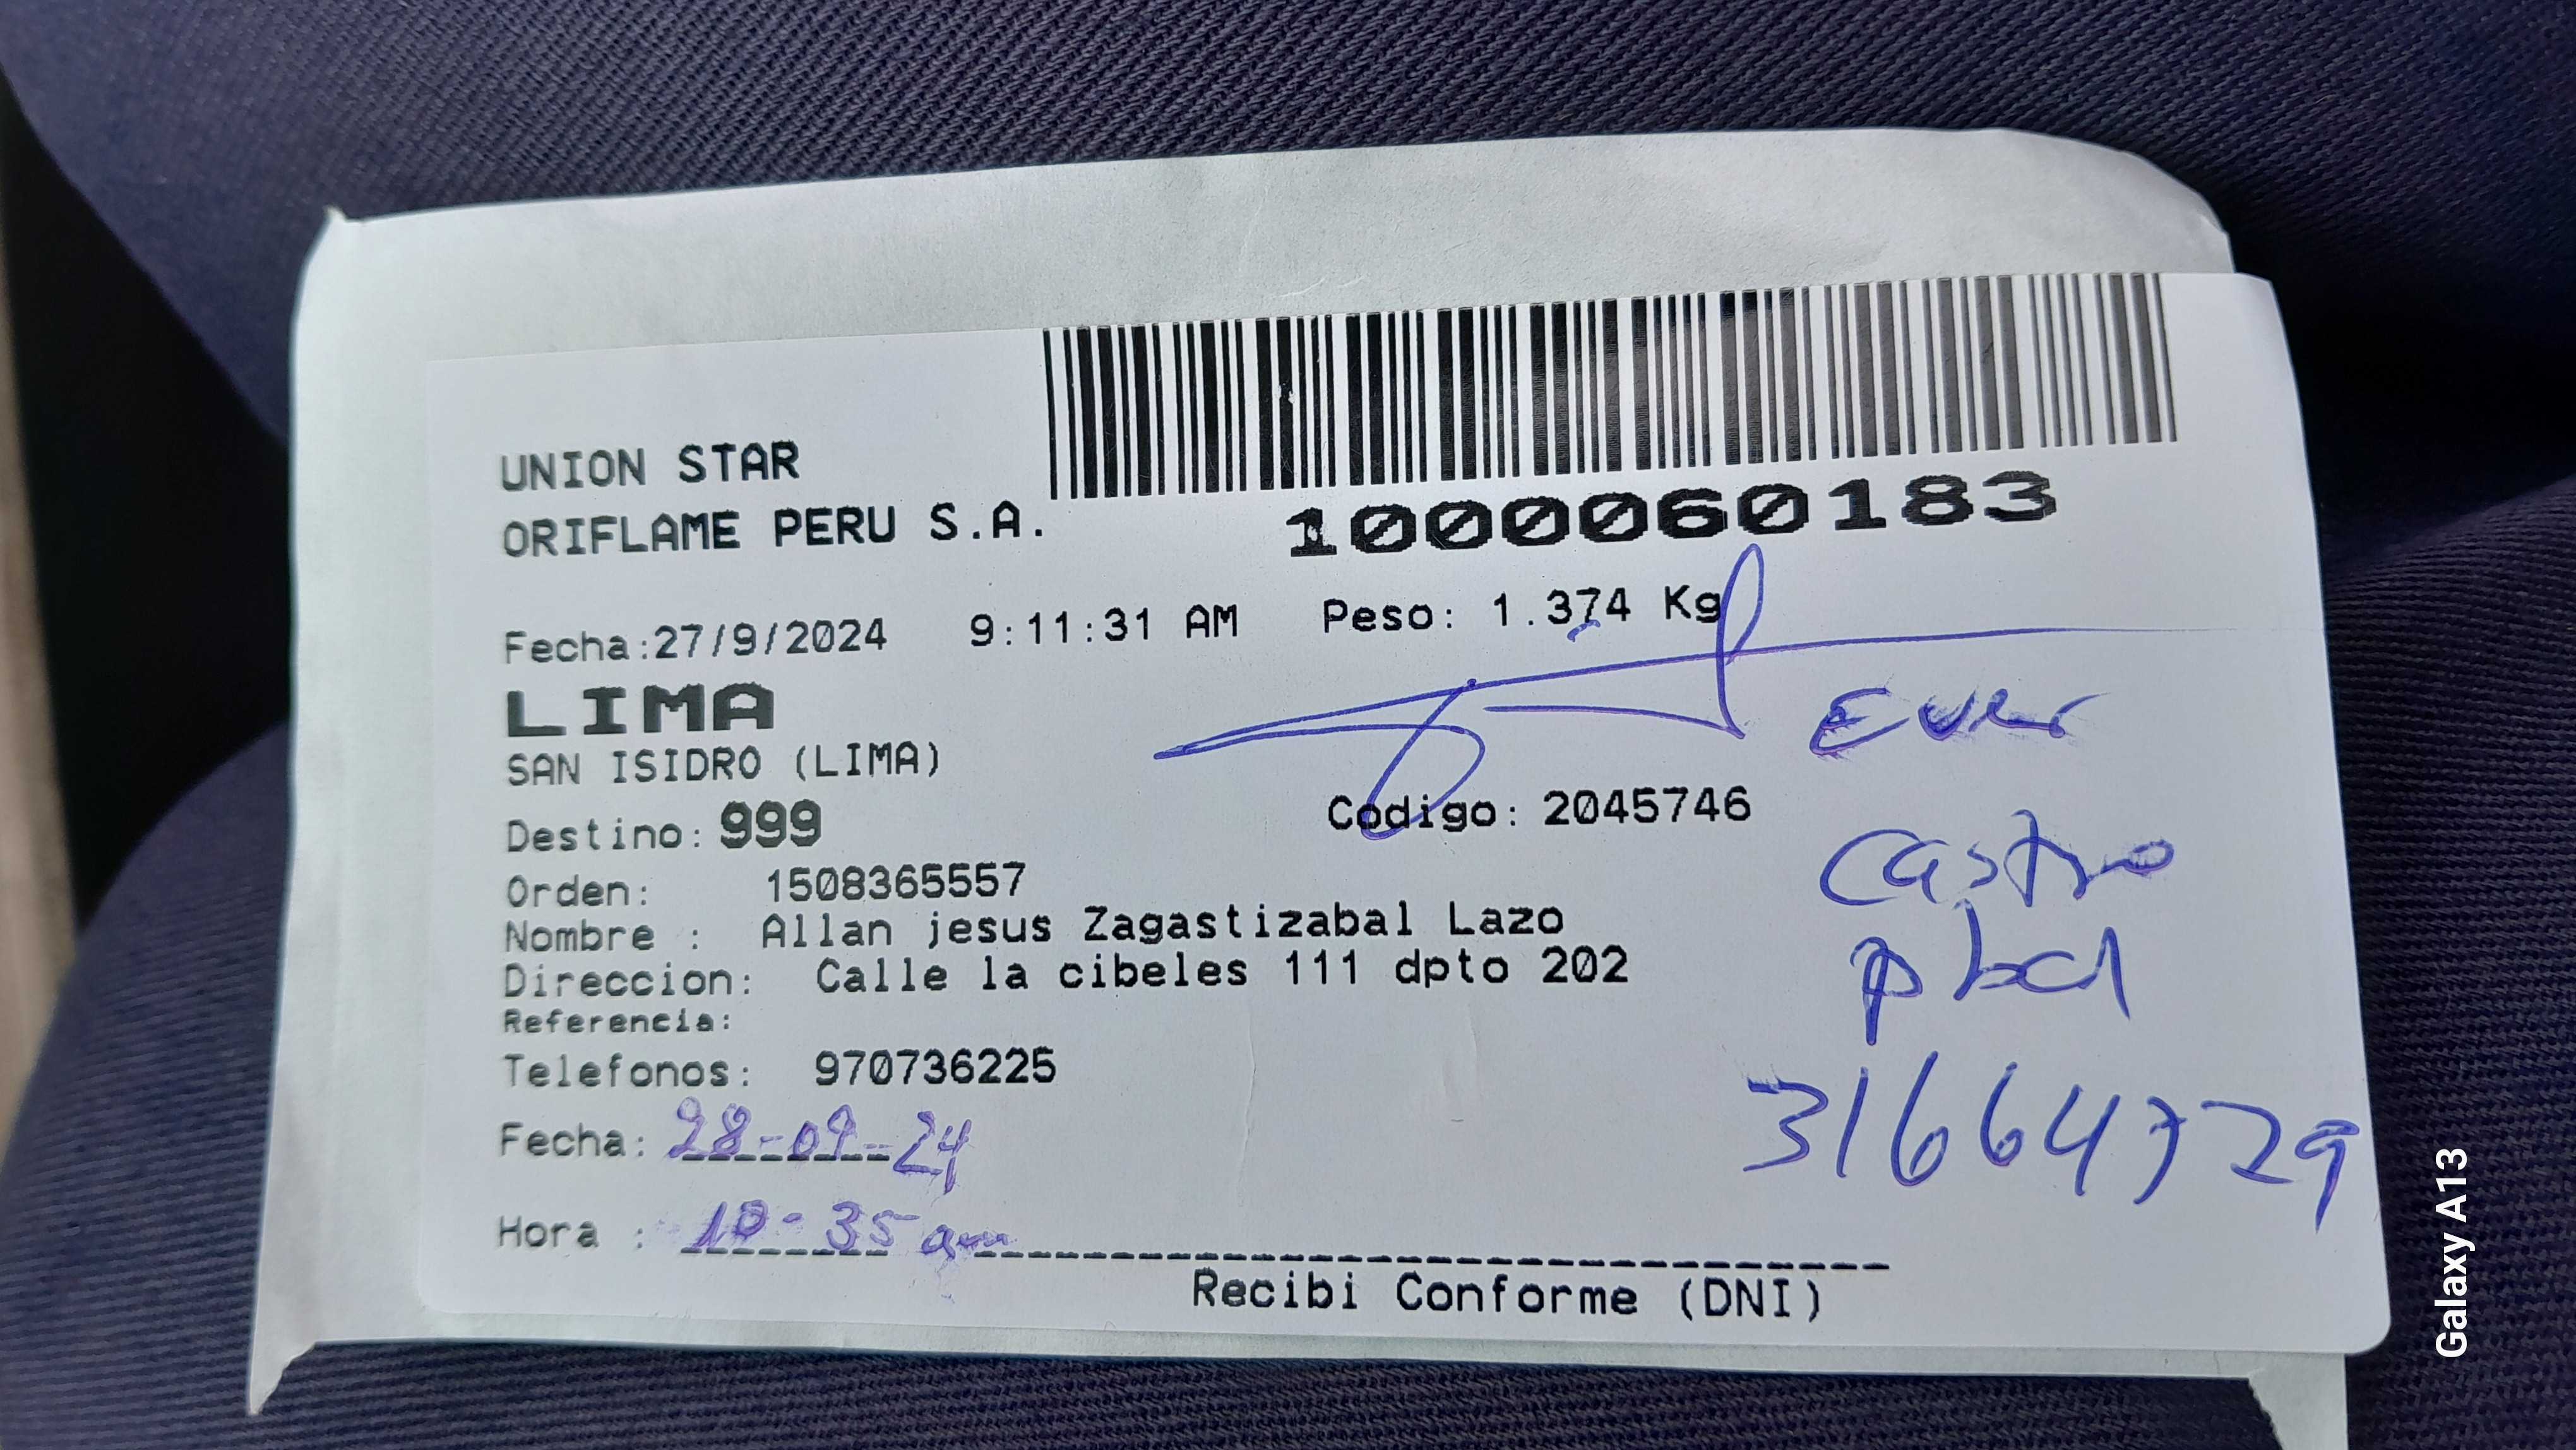 UNION STAR
ORIFLAME PERU S.A.
1000060183
Fecha:27/9/2024 9:11:31 AM Peso: 1.374 Kg
LIMA
SAN ISIDRO (LIMA)
Ever
Destino: 999 Codigo: 2045746
Castro
Orden: 1508365557
Nombre : Allan jesus Zagastizabal Lazo
Direccion: Calle la cibeles 111 dpto 202
Referencia:
Telefonos: 970736225
31664729
Fecha: 28-09-24
Hora : 10-35 am
Recibi Conforme (DNI)
Galaxy A13